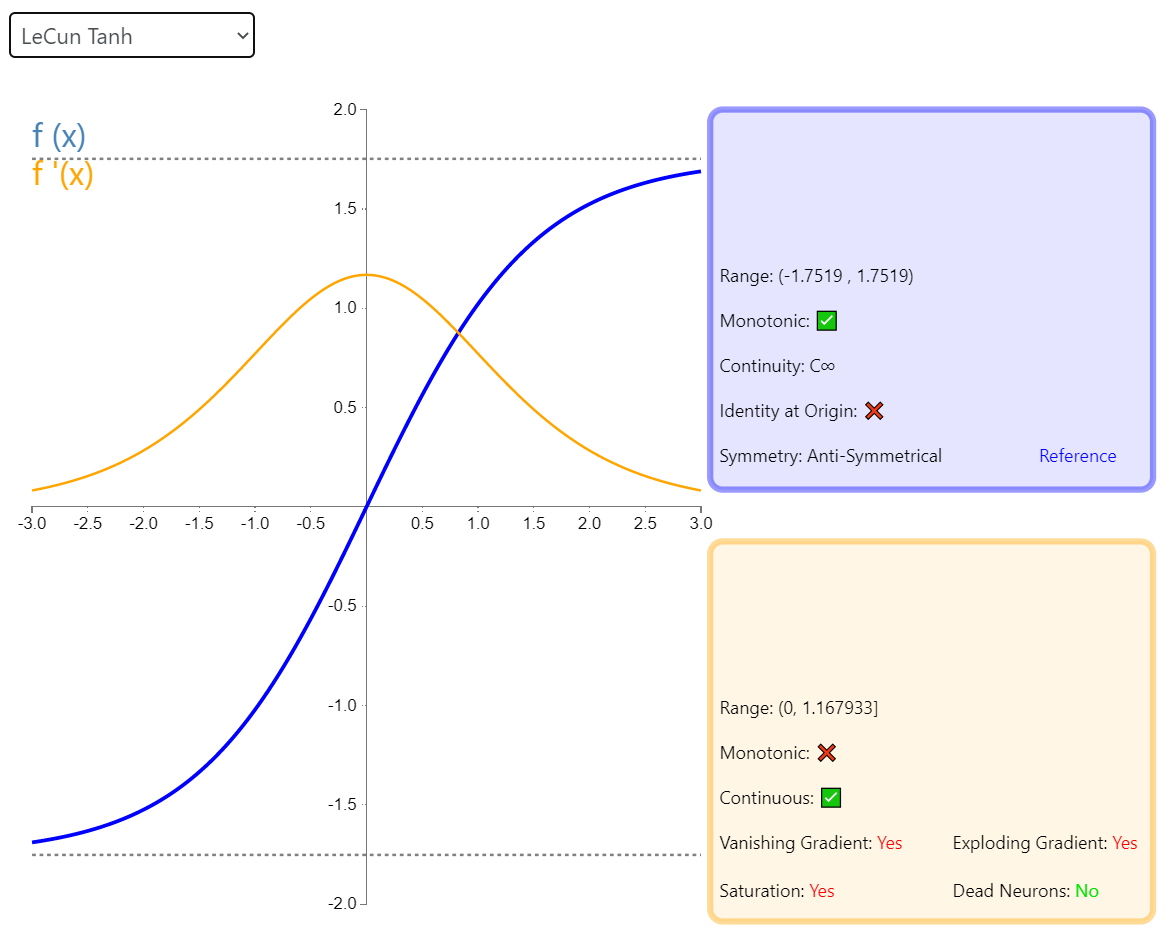 LeCun Tanh
f (x)
f '(x)
2.0
1.5
1.0
0.5
-3.0 -2.5 -2.0 -1.5 -1.0 -0.5 0.5 1.0 1.5 2.0 2.5 3.0
-0.5
-1.0
-1.5
-2.0
Range: (-1.7519 , 1.7519)
Monotonic: ✅
Continuity: C∞
Identity at Origin: ❌
Symmetry: Anti-Symmetrical Reference
Range: (0, 1.167933]
Monotonic: ❌
Continuous: ✅
Vanishing Gradient: Yes Exploding Gradient: Yes
Saturation: Yes Dead Neurons: No